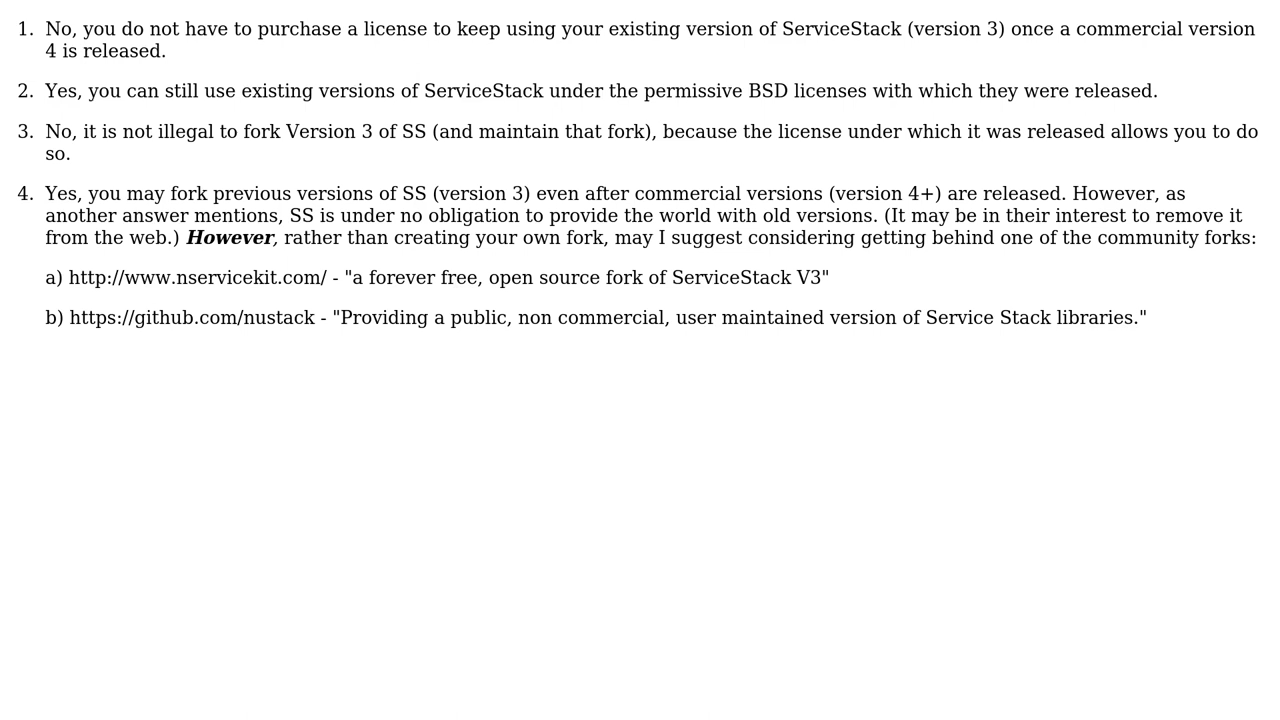 1. No, you do not have to purchase a license to keep using your existing version of ServiceStack (version 3) once a commercial version
4 is released.
2. Yes, you can still use existing versions of ServiceStack under the permissive BSD licenses with which they were released.
3. No, it is not illegal to fork Version 3 of SS (and maintain that fork), because the license under which it was released allows you to do
so.
4. Yes, you may fork previous versions of SS (version 3) even after commercial versions (version 4+) are released. However, as
another answer mentions, SS is under no obligation to provide the world with old versions. (It may be in their interest to remove it
from the web.) However, rather than creating your own fork, may I suggest considering getting behind one of the community forks:
a) http://www.nservicekit.com/ - "a forever free, open source fork of ServiceStack V3"
b) https://github.com/nustack - "Providing a public, non commercial, user maintained version of Service Stack libraries."